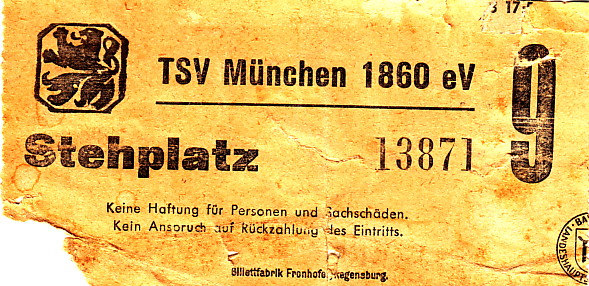 TSV München 1860 eV
9
Stehplatz
13871
Keine Haftung für Personen und Sachschäden.
Kein Anspruch auf Rückzahlung des Eintritts.
Billettfabrik Fronhofe Regensburg.